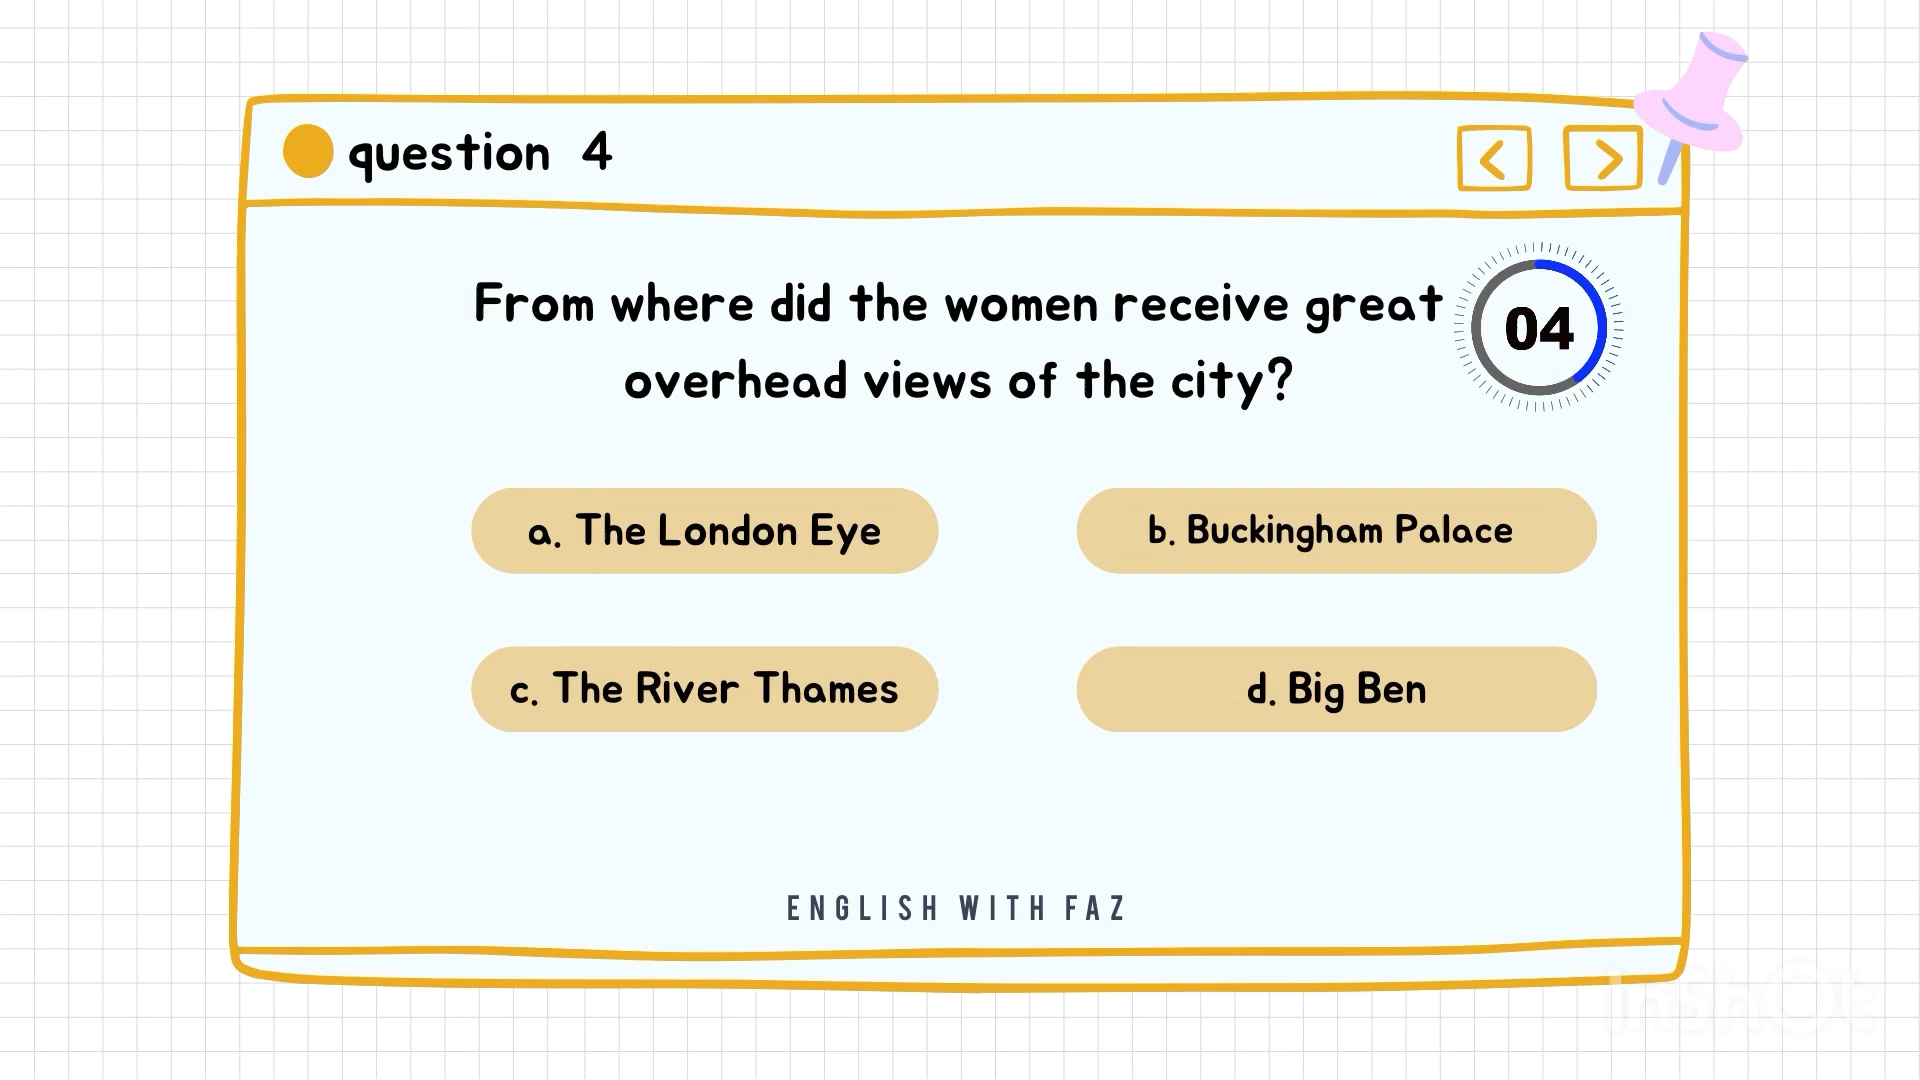 question 4
From where did the women receive great
overhead views of the city?
04
a. The London Eye
b. Buckingham Palace
c. The River Thames
d. Big Ben
ENGLISH WITH FAZ
InShOt